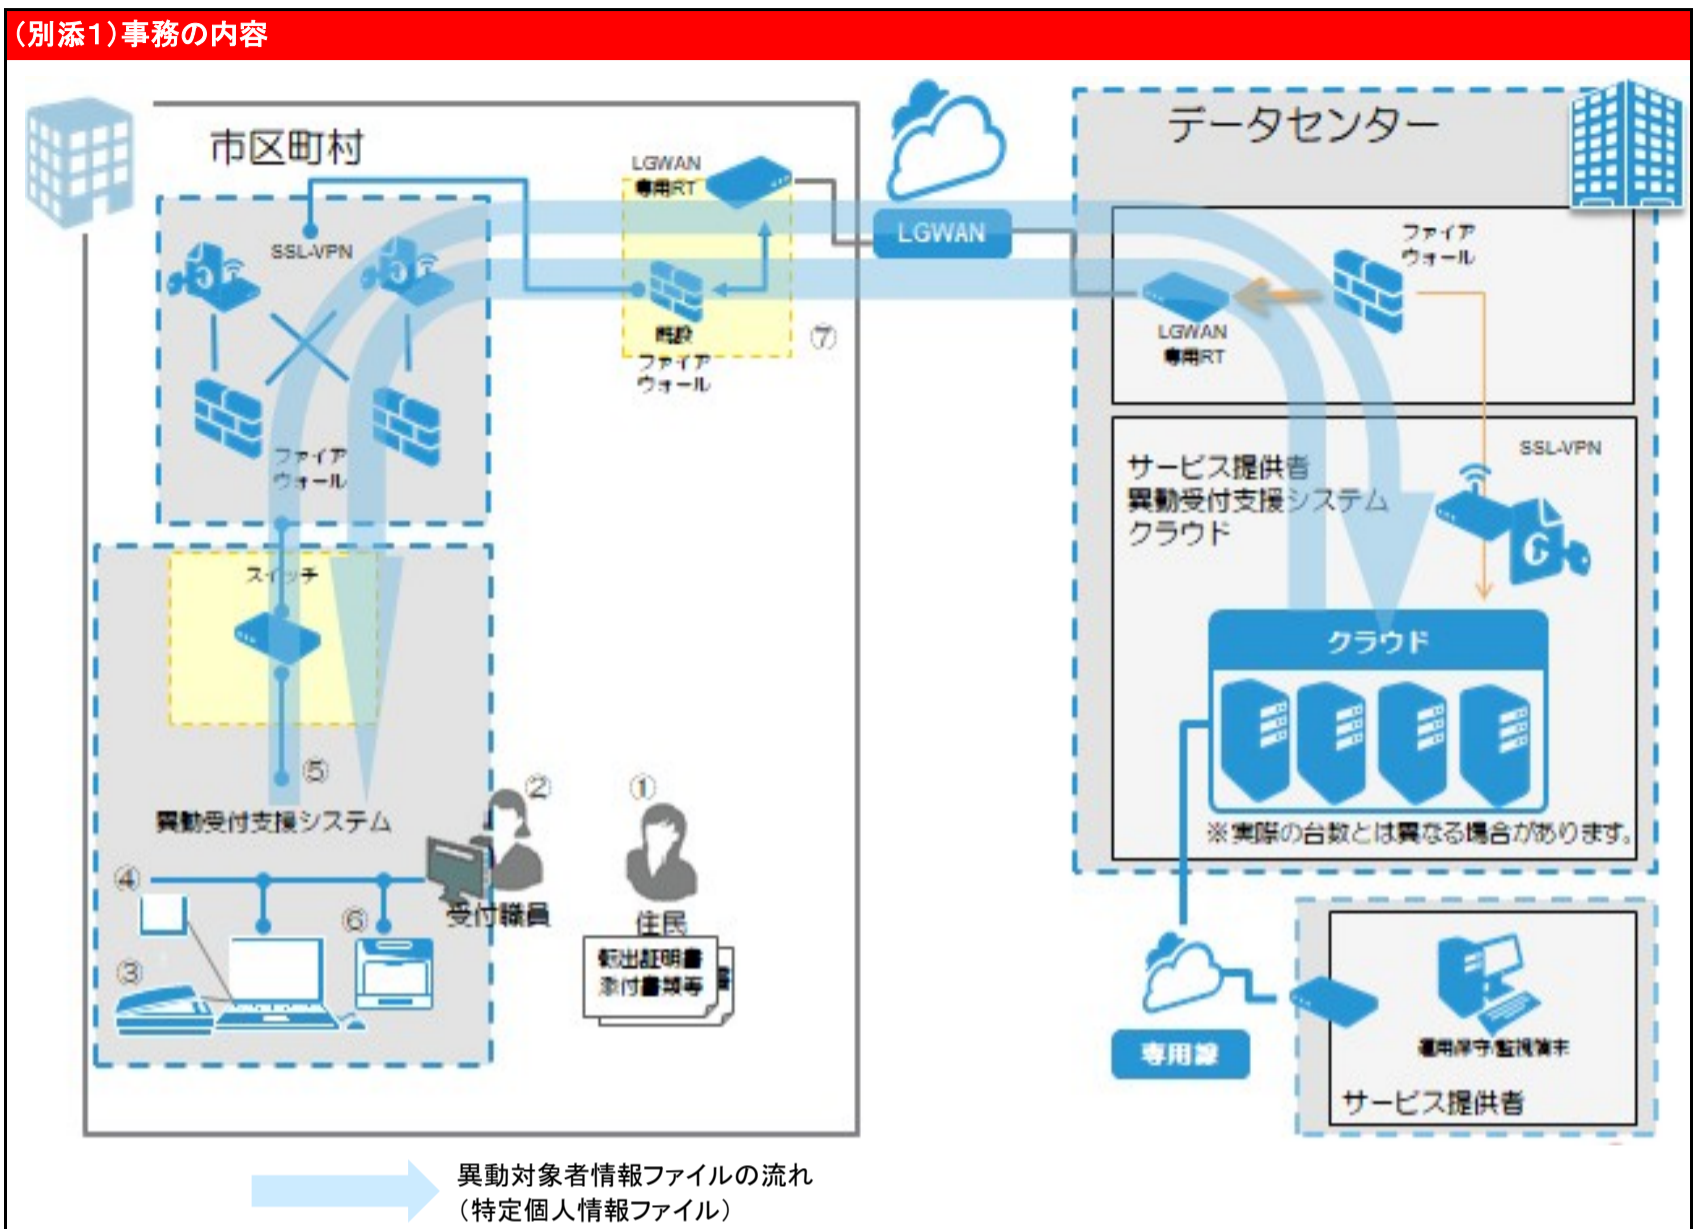 (別添1)事務の内容
市区町村
SSL-VPN
ファイア
ウォール
LGWAN
専用RT
既設
ファイア
ウォール
⑦
LGWAN
データセンター
ファイア
ウォール
LGWAN
専用RT
サービス提供者
異動受付支援システム
クラウド
SSL-VPN
クラウド
※実際の台数とは異なる場合があります。
スイッチ
⑤
異動受付支援システム
④
③
⑥
②
受付職員
①
住民
転出証明書
添付書類等
専用線
運用保守/監視端末
サービス提供者
異動対象者情報ファイルの流れ
(特定個人情報ファイル)